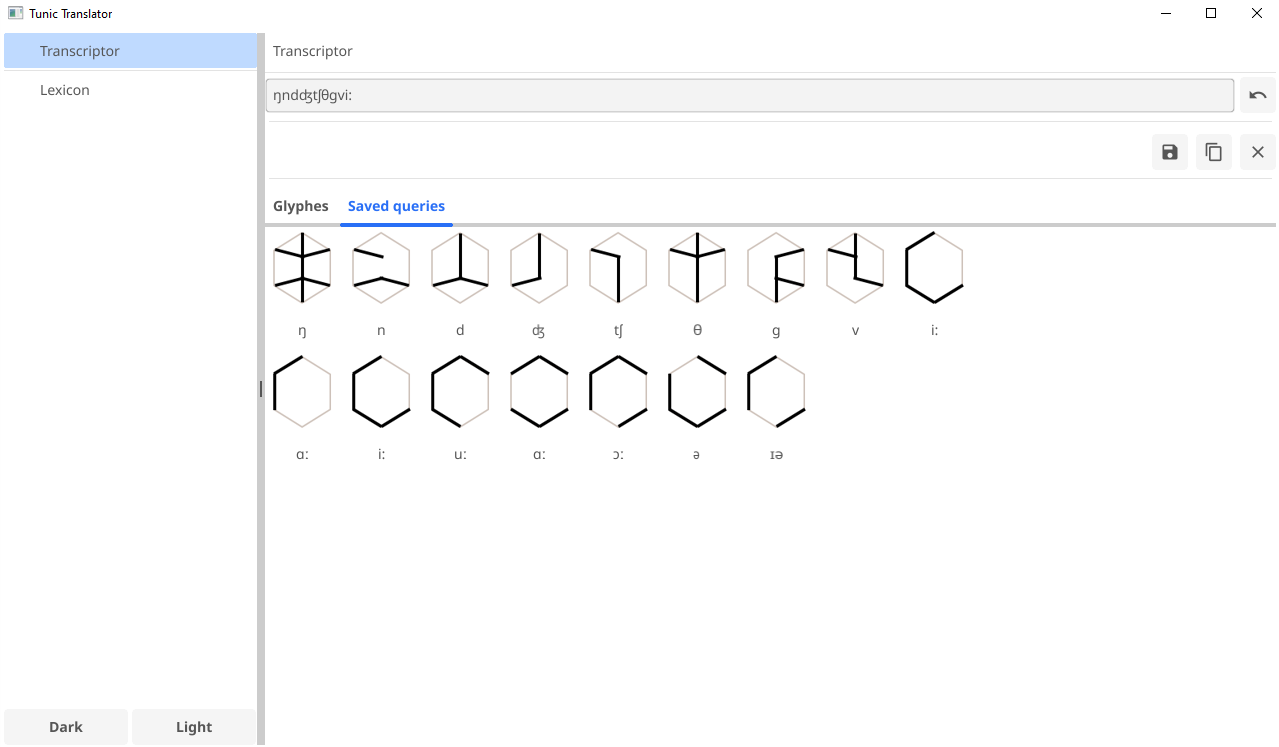 Tunic Translator
Transcriptor
Lexicon
Transcriptor
ŋndʤtʃθgvi:
Glyphes Saved queries
ŋ n d ʤ tʃ θ g v i:
ɑ: i: u: ɑ: ɔ: ə ɪə
Dark Light